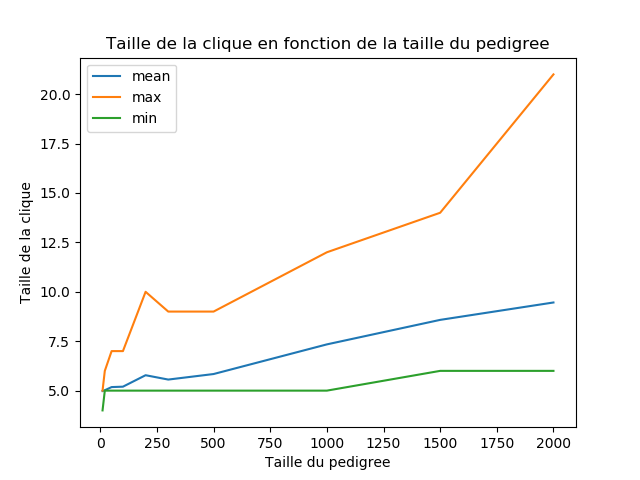 Taille de la clique en fonction de la taille du pedigree
mean
max
min
20.0
17.5
15.0
12.5
10.0
7.5
5.0
Taille de la clique
0 250 500 750 1000 1250 1500 1750 2000
Taille du pedigree